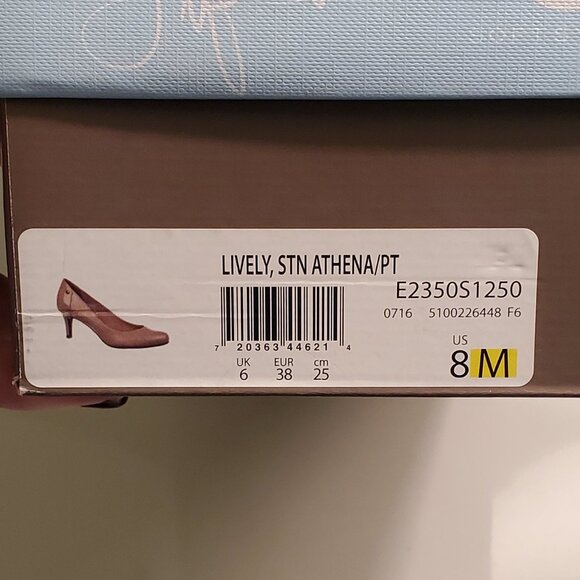 LIVELY, STN ATHENA/PT
E2350S1250
0716 5100226448 F6
7 20363 44621 4
UK EUR cm
6 38 25
US
8 M